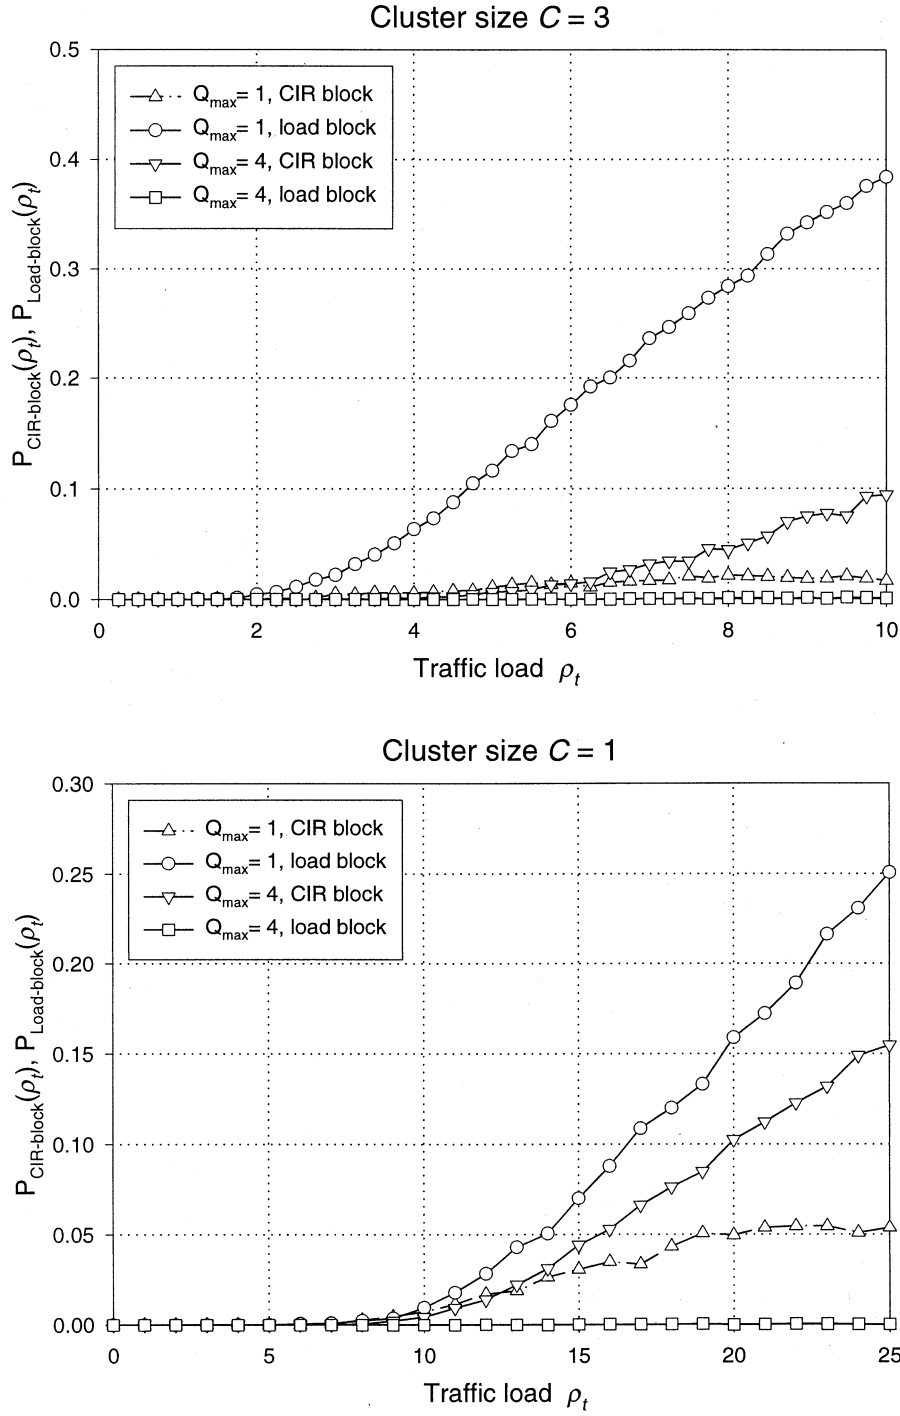 Cluster size C = 3
0.5
0.4
0.3
0.2
0.1
0.0
P_CIR-block(ρ_t), P_Load-block(ρ_t)
Q_max= 1, CIR block
Q_max= 1, load block
Q_max= 4, CIR block
Q_max= 4, load block
0 2 4 6 8 10
Traffic load ρ_t
Cluster size C = 1
0.30
0.25
0.20
0.15
0.10
0.05
0.00
P_CIR-block(ρ_t), P_Load-block(ρ_t)
Q_max= 1, CIR block
Q_max= 1, load block
Q_max= 4, CIR block
Q_max= 4, load block
0 5 10 15 20 25
Traffic load ρ_t